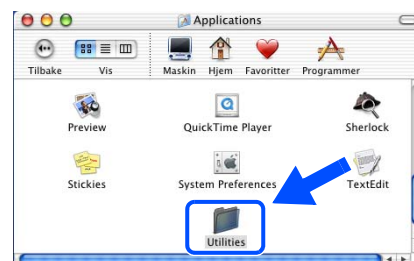 Applications
Tilbake Vis Maskin Hjem Favoritter Programmer
Preview QuickTime Player Sherlock
Stickies System Preferences TextEdit
Utilities